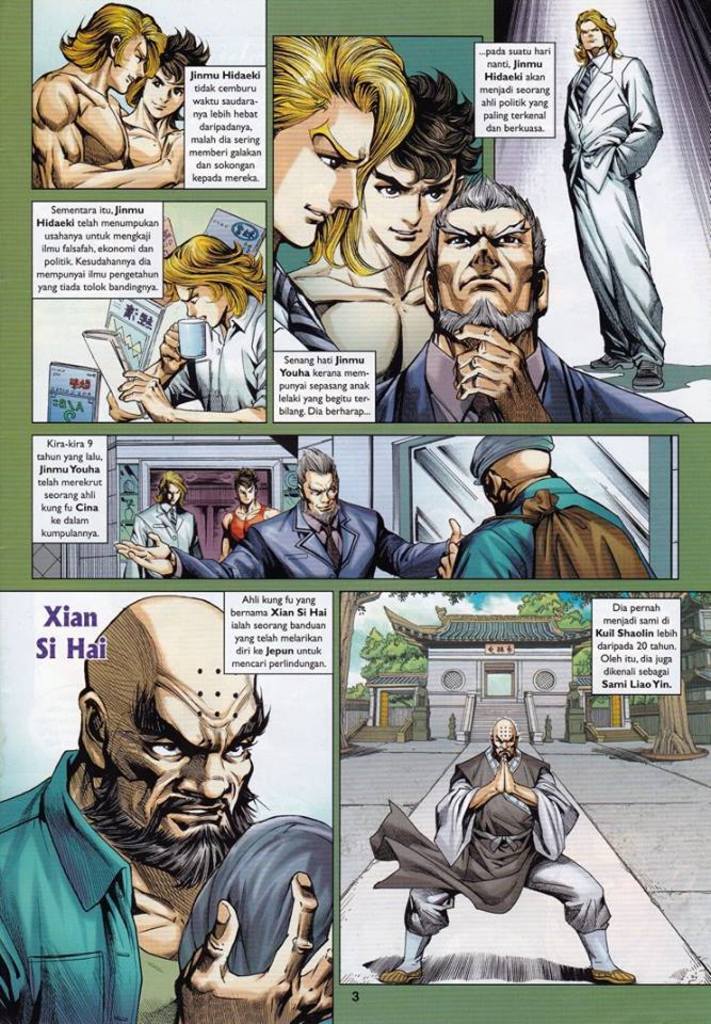 Jinmu Hidaeki
tidak cemburu
waktu saudara-
nya lebih hebat
daripadanya,
malah dia sering
memberi galakan
dan sokongan
kepada mereka.
...pada suatu hari
nanti, Jinmu
Hidaeki akan
menjadi seorang
ahli politik yang
paling terkenal
dan berkuasa.
Sementara itu, Jinmu
Hidaeki telah menumpukan
usahanya untuk mengkaji
ilmu falsafah, ekonomi dan
politik. Kesudahannya dia
mempunyai ilmu pengetahuan
yang tiada tolok bandingnya.
Senang hati Jinmu
Youha kerana mem-
punyai sepasang anak
lelaki yang begitu ter-
bilang. Dia berharap...
Kira-kira 9
tahun yang lalu,
Jinmu Youha
telah merekrut
seorang ahli
kung fu Cina
ke dalam
kumpulannya.
Xian
Si Hai
Ahli kung fu yang
bernama Xian Si Hai
ialah seorang banduan
yang telah melarikan
diri ke Jepun untuk
mencari perlindungan.
Dia pernah
menjadi sami di
Kuil Shaolin lebih
daripada 20 tahun.
Oleh itu, dia juga
dikenali sebagai
Sami Liao Yin.
3